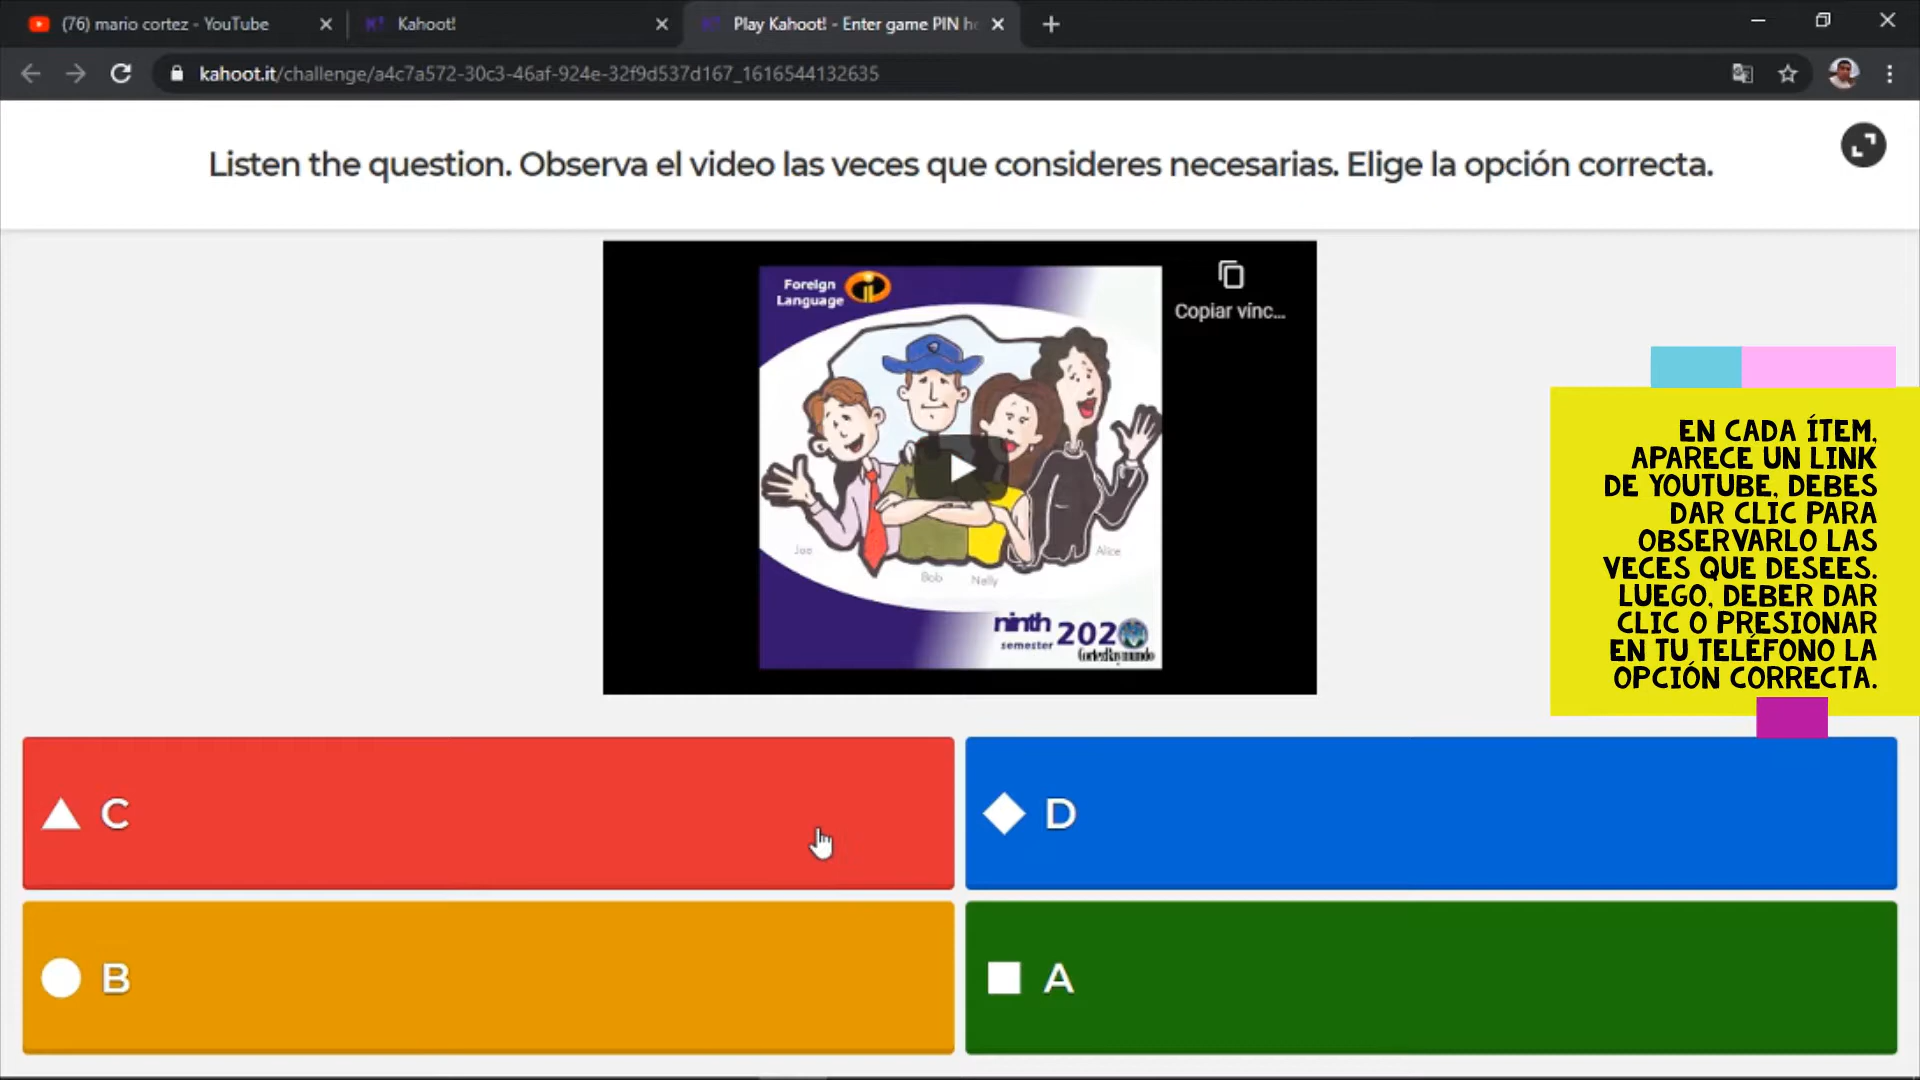 (76) mario cortez - YouTube
Kahoot!
Play Kahoot! - Enter game PIN he
kahoot.it/challenge/a4c7a572-30c3-46af-924e-32f9d537d167_1616544132635
Listen the question. Observa el video las veces que consideres necesarias. Elige la opción correcta.
Foreign
Language
Copiar vínc...
Joe
Bob
Nelly
Alice
ninth
semester 202
CortezRaymundo
EN CADA ÍTEM,
APARECE UN LINK
DE YOUTUBE, DEBES
DAR CLIC PARA
OBSERVARLO LAS
VECES QUE DESEES.
LUEGO, DEBER DAR
CLIC O PRESIONAR
EN TU TELÉFONO LA
OPCIÓN CORRECTA.
C
D
B
A